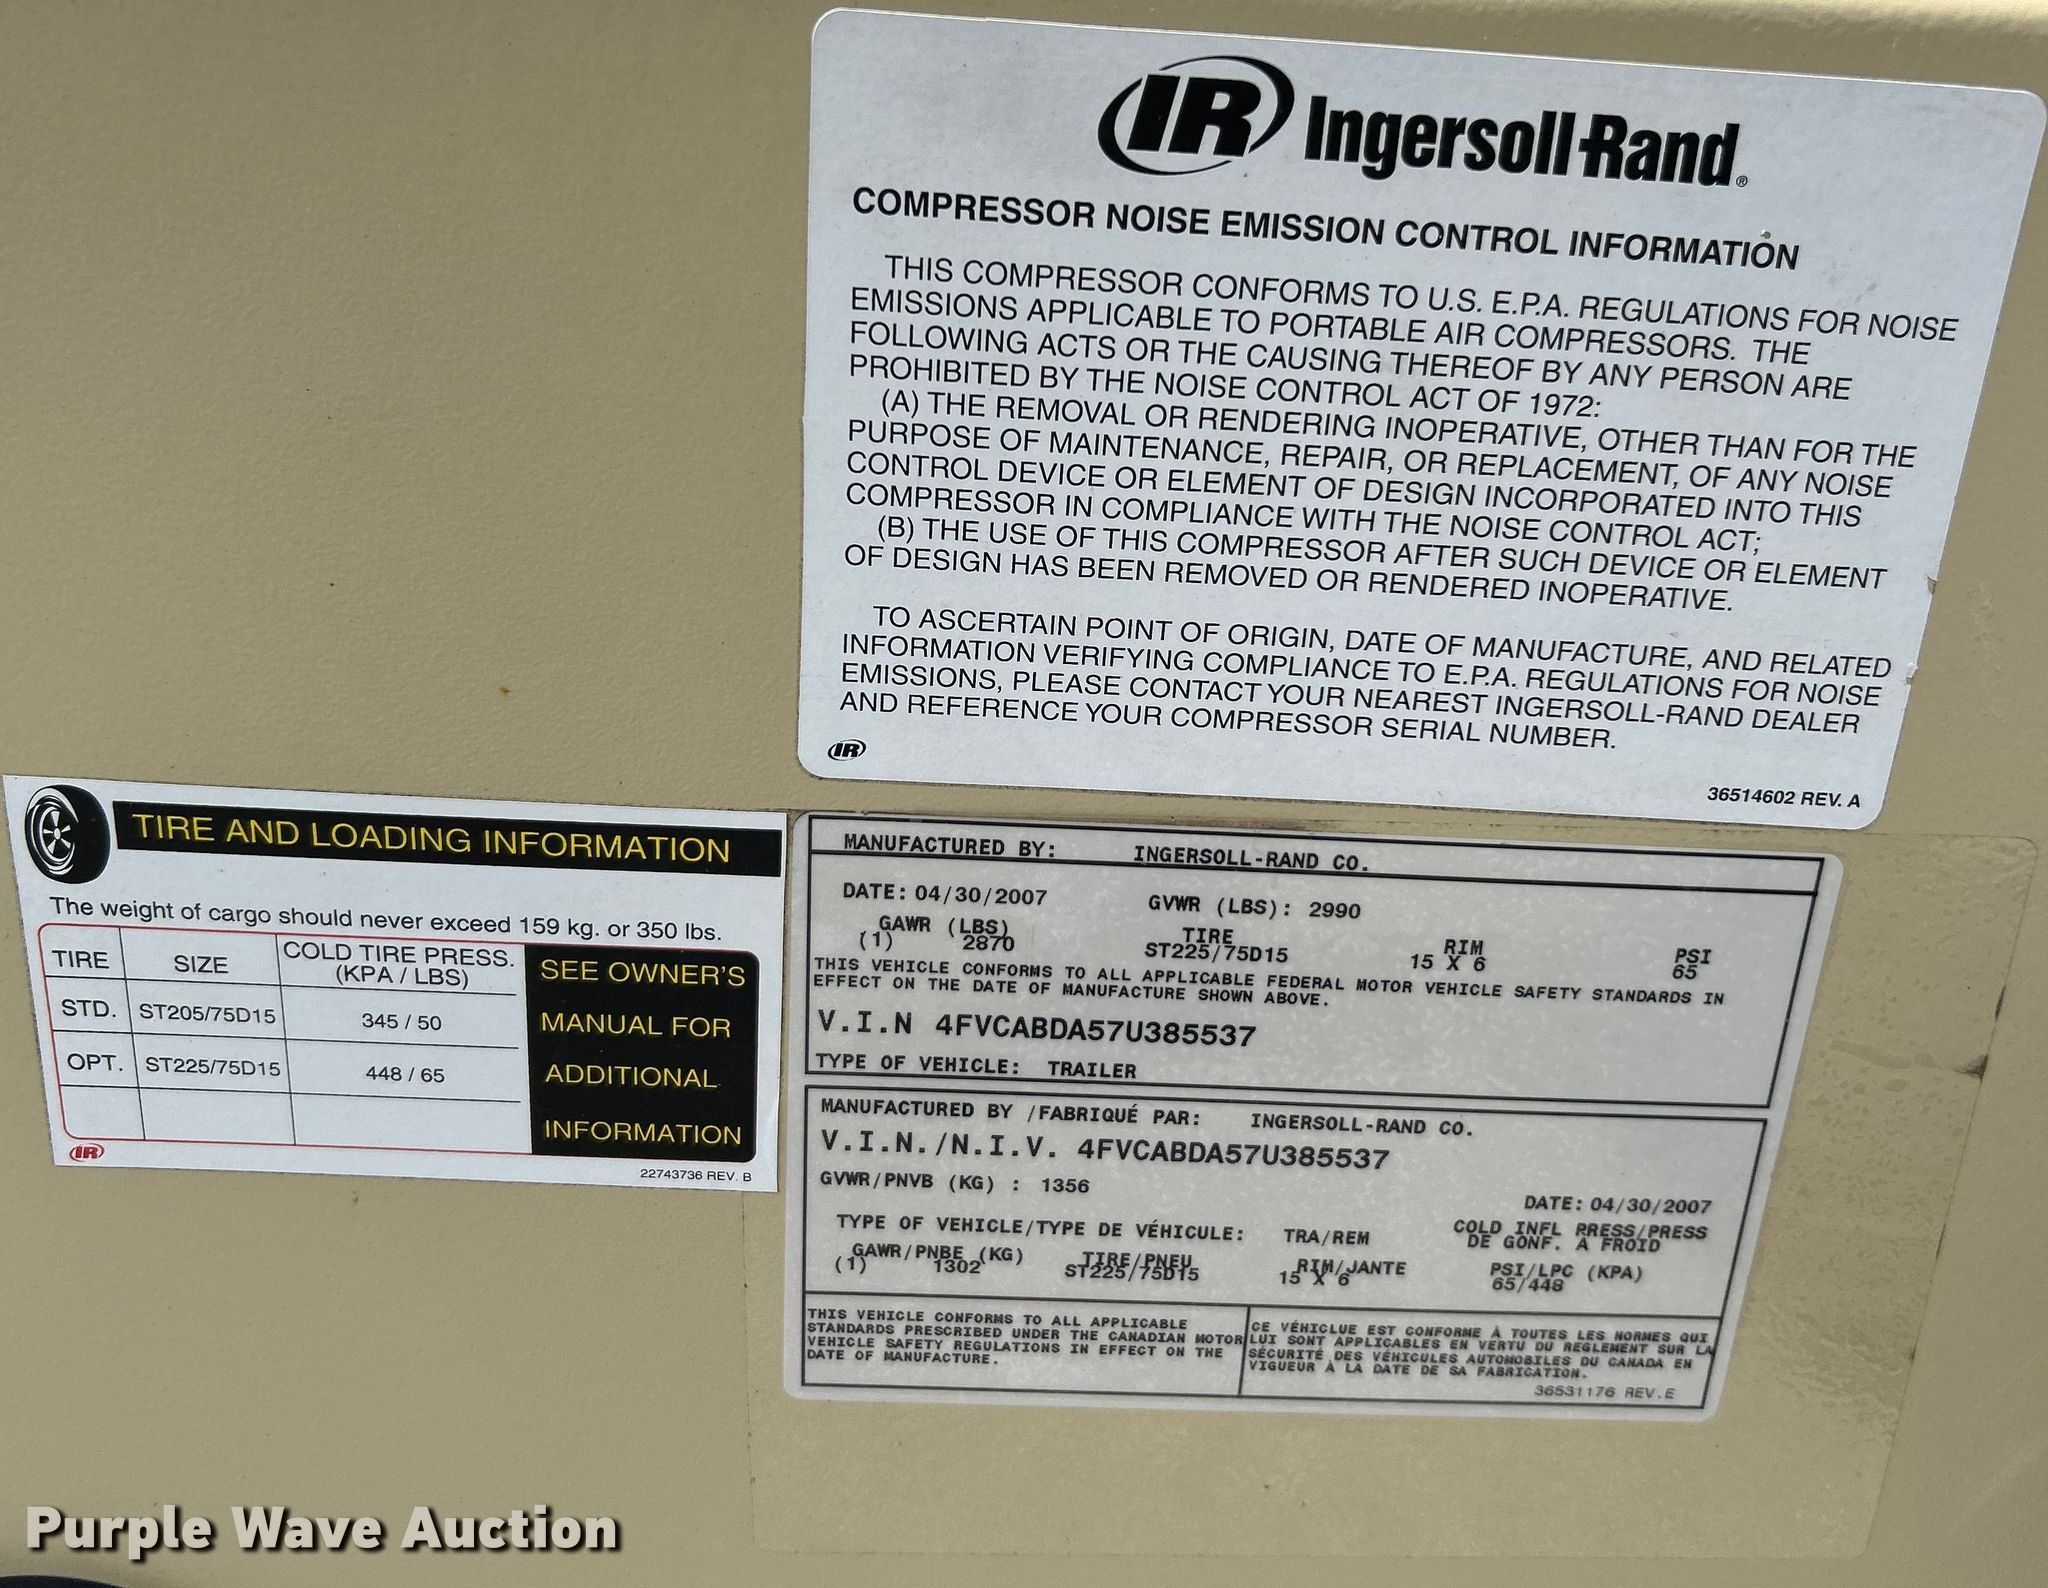 IR Ingersoll-Rand®
COMPRESSOR NOISE EMISSION CONTROL INFORMATION
THIS COMPRESSOR CONFORMS TO U.S. E.P.A. REGULATIONS FOR NOISE
EMISSIONS APPLICABLE TO PORTABLE AIR COMPRESSORS. THE
FOLLOWING ACTS OR THE CAUSING THEREOF BY ANY PERSON ARE
PROHIBITED BY THE NOISE CONTROL ACT OF 1972:
(A) THE REMOVAL OR RENDERING INOPERATIVE, OTHER THAN FOR THE
PURPOSE OF MAINTENANCE, REPAIR, OR REPLACEMENT, OF ANY NOISE
CONTROL DEVICE OR ELEMENT OF DESIGN INCORPORATED INTO THIS
COMPRESSOR IN COMPLIANCE WITH THE NOISE CONTROL ACT;
(B) THE USE OF THIS COMPRESSOR AFTER SUCH DEVICE OR ELEMENT
OF DESIGN HAS BEEN REMOVED OR RENDERED INOPERATIVE.
TO ASCERTAIN POINT OF ORIGIN, DATE OF MANUFACTURE, AND RELATED
INFORMATION VERIFYING COMPLIANCE TO E.P.A. REGULATIONS FOR NOISE
EMISSIONS, PLEASE CONTACT YOUR NEAREST INGERSOLL-RAND DEALER
AND REFERENCE YOUR COMPRESSOR SERIAL NUMBER.
IR
36514602 REV. A
TIRE AND LOADING INFORMATION
The weight of cargo should never exceed 159 kg. or 350 lbs.
TIRE SIZE COLD TIRE PRESS. (KPA / LBS)
STD. ST205/75D15 345 / 50
OPT. ST225/75D15 448 / 65
SEE OWNER'S
MANUAL FOR
ADDITIONAL
INFORMATION
IR
22743736 REV. B
MANUFACTURED BY: INGERSOLL-RAND CO.
DATE: 04/30/2007 GVWR (LBS): 2990
GAWR (LBS) TIRE RIM PSI
(1) 2870 ST225/75D15 15 X 6 65
THIS VEHICLE CONFORMS TO ALL APPLICABLE FEDERAL MOTOR VEHICLE SAFETY STANDARDS IN
EFFECT ON THE DATE OF MANUFACTURE SHOWN ABOVE.
V.I.N 4FVCABDA57U385537
TYPE OF VEHICLE: TRAILER
MANUFACTURED BY /FABRIQUÉ PAR: INGERSOLL-RAND CO.
V.I.N./N.I.V. 4FVCABDA57U385537
GVWR/PNVB (KG) : 1356
DATE: 04/30/2007
TYPE OF VEHICLE/TYPE DE VÉHICULE: TRA/REM
COLD INFL PRESS/PRESS
DE GONF. A FROID
GAWR/PNBE (KG) TIRE/PNEU RIM/JANTE PSI/LPC (KPA)
(1) 1302 ST225/75D15 15 X 6 65/448
THIS VEHICLE CONFORMS TO ALL APPLICABLE
STANDARDS PRESCRIBED UNDER THE CANADIAN MOTOR
VEHICLE SAFETY REGULATIONS IN EFFECT ON THE
DATE OF MANUFACTURE.
CE VÉHICLUE EST CONFORME À TOUTES LES NORMES QUI
LUI SONT APPLICABLES EN VERTU DU REGLEMENT SUR LA
SÉCURITÉ DES VÉHICULES AUTOMOBILES DU CANADA EN
VIGUEUR À LA DATE DE SA FABRICATION.
36531176 REV.E
Purple Wave Auction